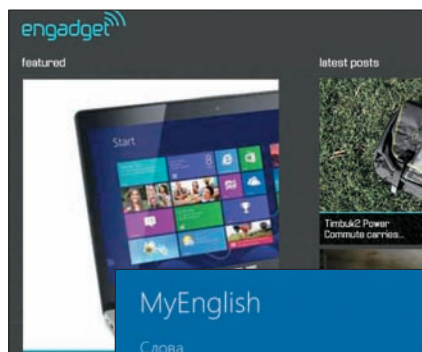 engadget
featured
latest posts
Start
Timbuk2 Power
Commute carries...
MyEnglish
Слова